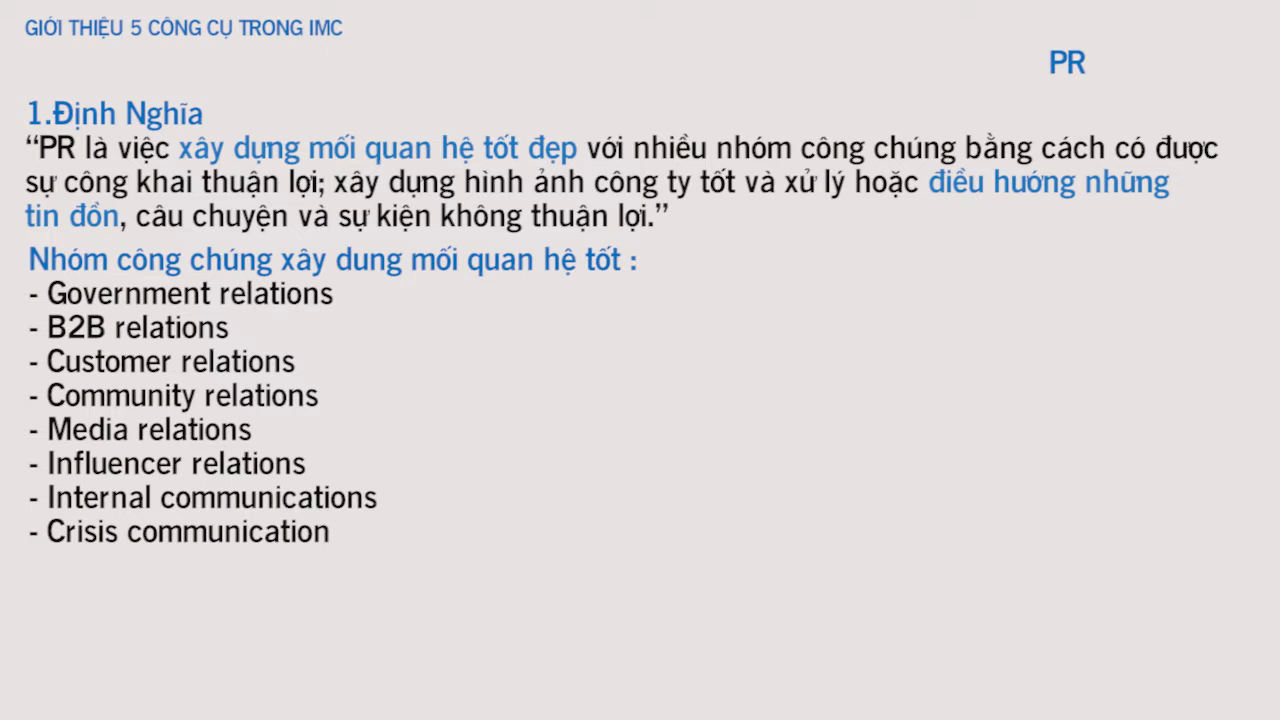 GIỚI THIỆU 5 CÔNG CỤ TRONG IMC
PR
1.Định Nghĩa
“PR là việc xây dựng mối quan hệ tốt đẹp với nhiều nhóm công chúng bằng cách có được
sự công khai thuận lợi; xây dựng hình ảnh công ty tốt và xử lý hoặc điều hướng những
tin đồn, câu chuyện và sự kiện không thuận lợi.”
Nhóm công chúng xây dung mối quan hệ tốt :
- Government relations
- B2B relations
- Customer relations
- Community relations
- Media relations
- Influencer relations
- Internal communications
- Crisis communication